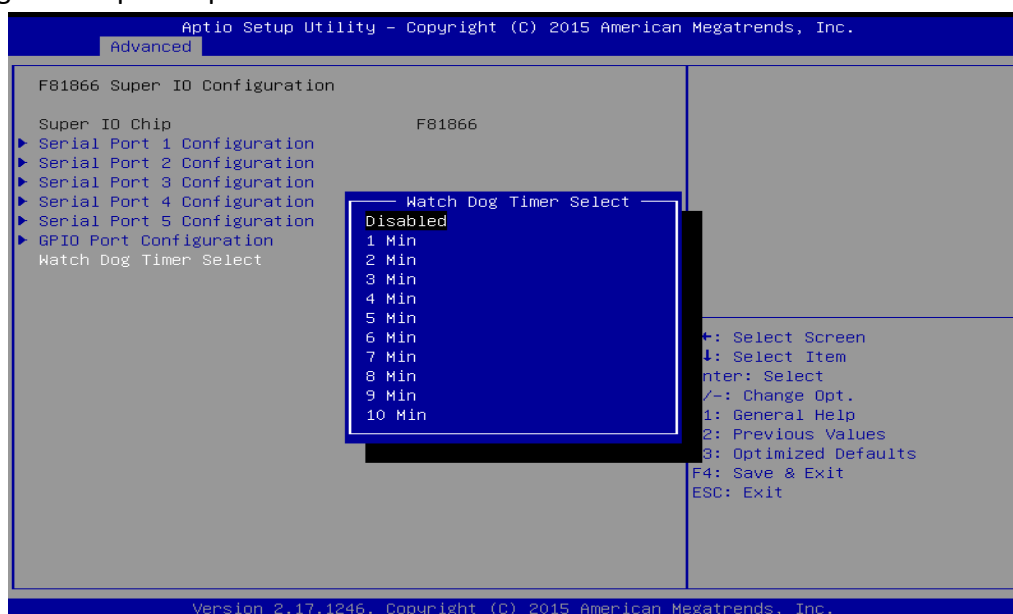 Aptio Setup Utility – Copyright (C) 2015 American Megatrends, Inc.
Advanced
F81866 Super IO Configuration
Super IO Chip F81866
Serial Port 1 Configuration
Serial Port 2 Configuration
Serial Port 3 Configuration
Serial Port 4 Configuration
Serial Port 5 Configuration
GPIO Port Configuration
Watch Dog Timer Select
Watch Dog Timer Select
Disabled
1 Min
2 Min
3 Min
4 Min
5 Min
6 Min
7 Min
8 Min
9 Min
10 Min
: Select Screen
: Select Item
nter: Select
/-: Change Opt.
1: General Help
2: Previous Values
3: Optimized Defaults
F4: Save & Exit
ESC: Exit
Version 2.17.1246. Copyright (C) 2015 American Megatrends, Inc.